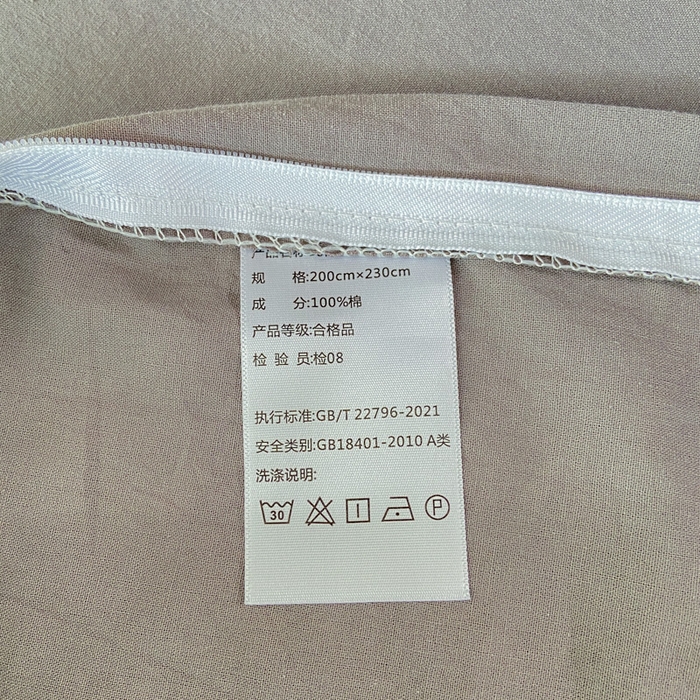 规 格:200cm×230cm
成 分:100%棉
产品等级:合格品
检 验 员:检08
执行标准:GB/T 22796-2021
安全类别:GB18401-2010 A类
洗涤说明:
30 P